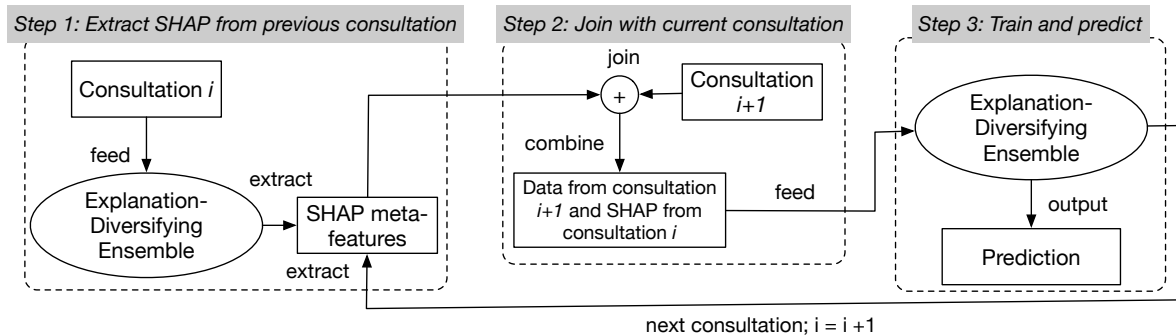 Step 1: Extract SHAP from previous consultation
Consultation i
feed
Explanation-
Diversifying
Ensemble
extract
SHAP meta-
features
extract
Step 2: Join with current consultation
join
+
Consultation
i+1
combine
Data from consultation
i+1 and SHAP from
consultation i
feed
Step 3: Train and predict
Explanation-
Diversifying
Ensemble
output
Prediction
next consultation; i = i +1